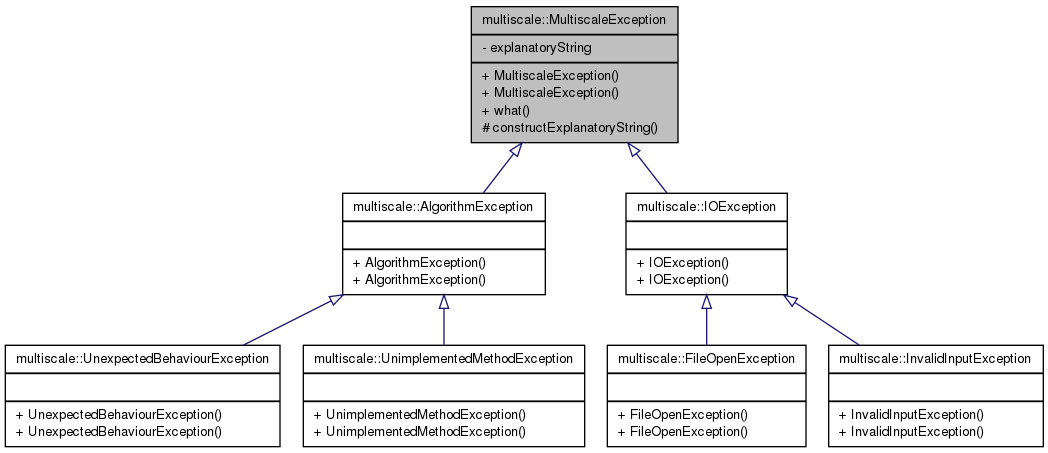 multiscale::MultiscaleException
- explanatoryString
+ MultiscaleException()
+ MultiscaleException()
+ what()
# constructExplanatoryString()
multiscale::AlgorithmException
+ AlgorithmException()
+ AlgorithmException()
multiscale::IOException
+ IOException()
+ IOException()
multiscale::UnexpectedBehaviourException
+ UnexpectedBehaviourException()
+ UnexpectedBehaviourException()
multiscale::UnimplementedMethodException
+ UnimplementedMethodException()
+ UnimplementedMethodException()
multiscale::FileOpenException
+ FileOpenException()
+ FileOpenException()
multiscale::InvalidInputException
+ InvalidInputException()
+ InvalidInputException()